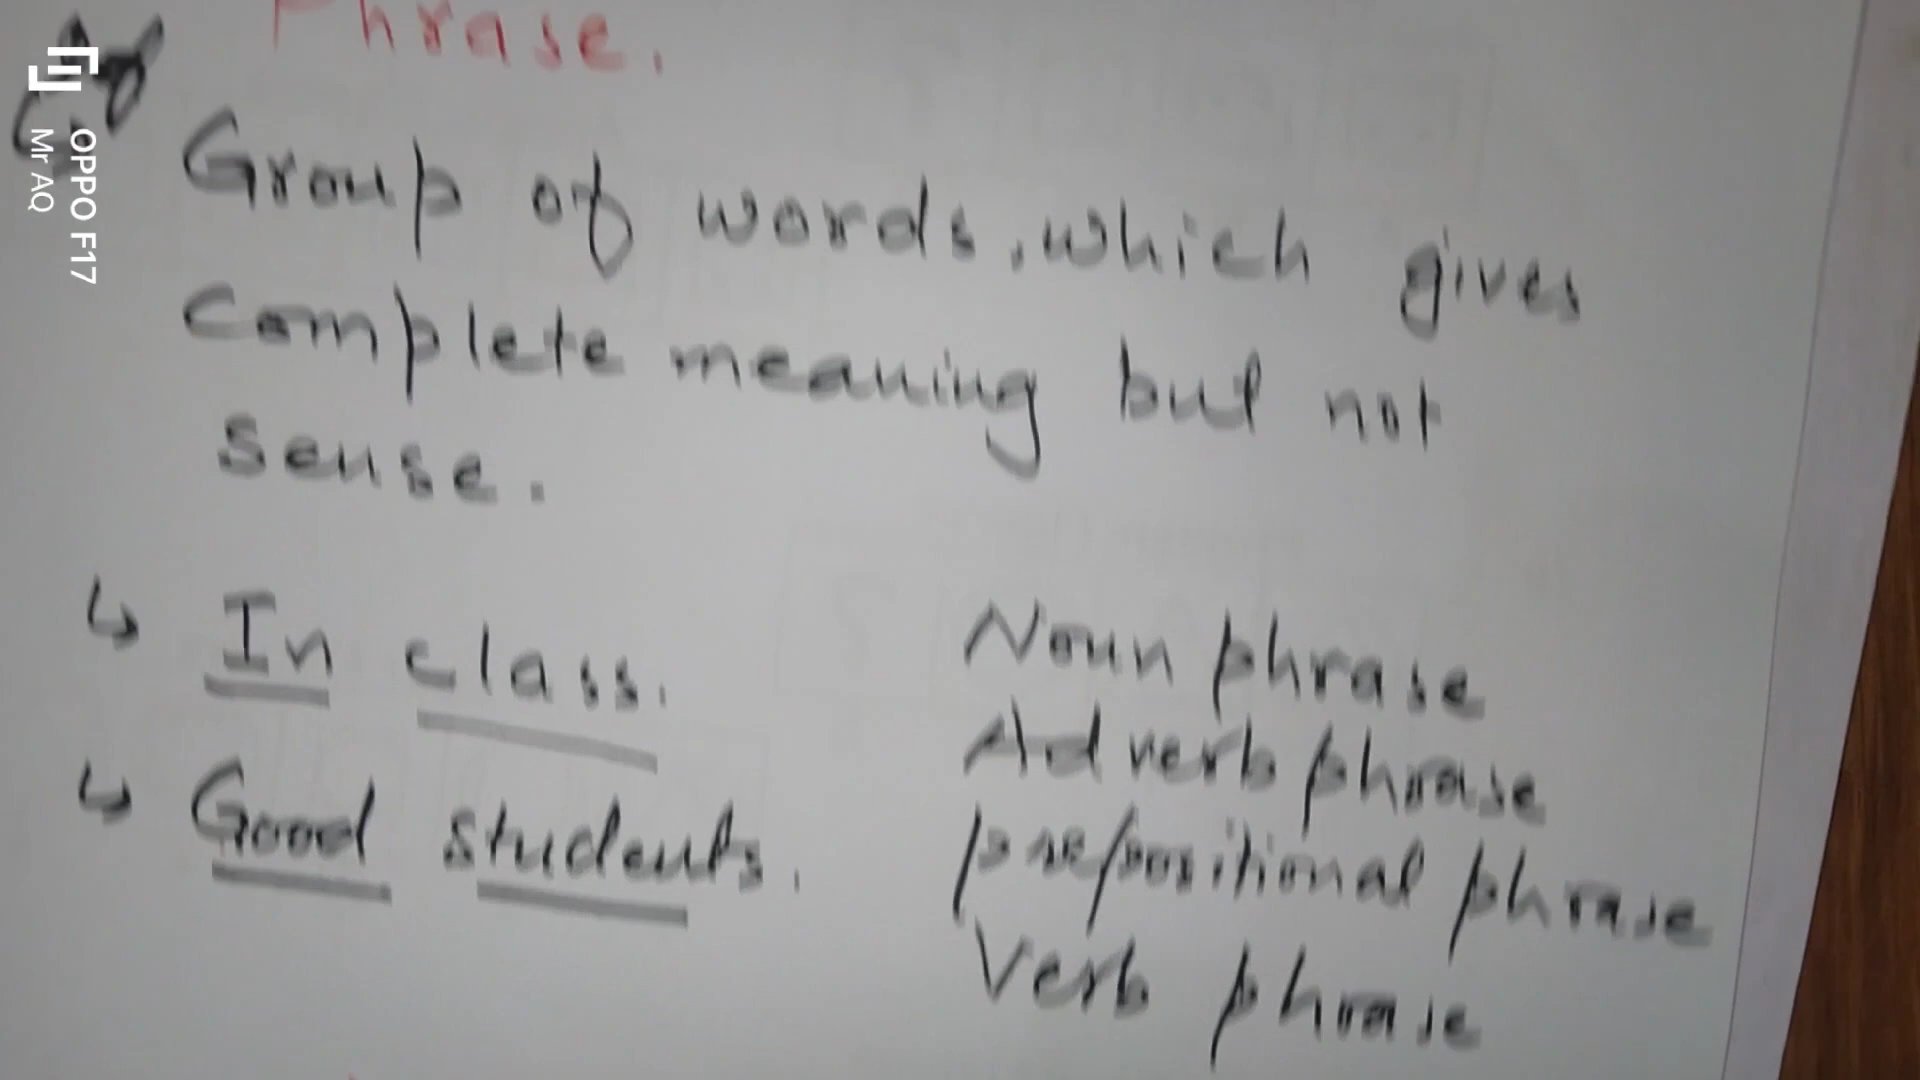 Phrase.
Group of words, which gives
Complete meaning but not
sense.
↳ In class.
↳ Good students.
Noun phrase
Adverb phrase
prepositional phrase
Verb phrase
OPPO F17
Mr AQ